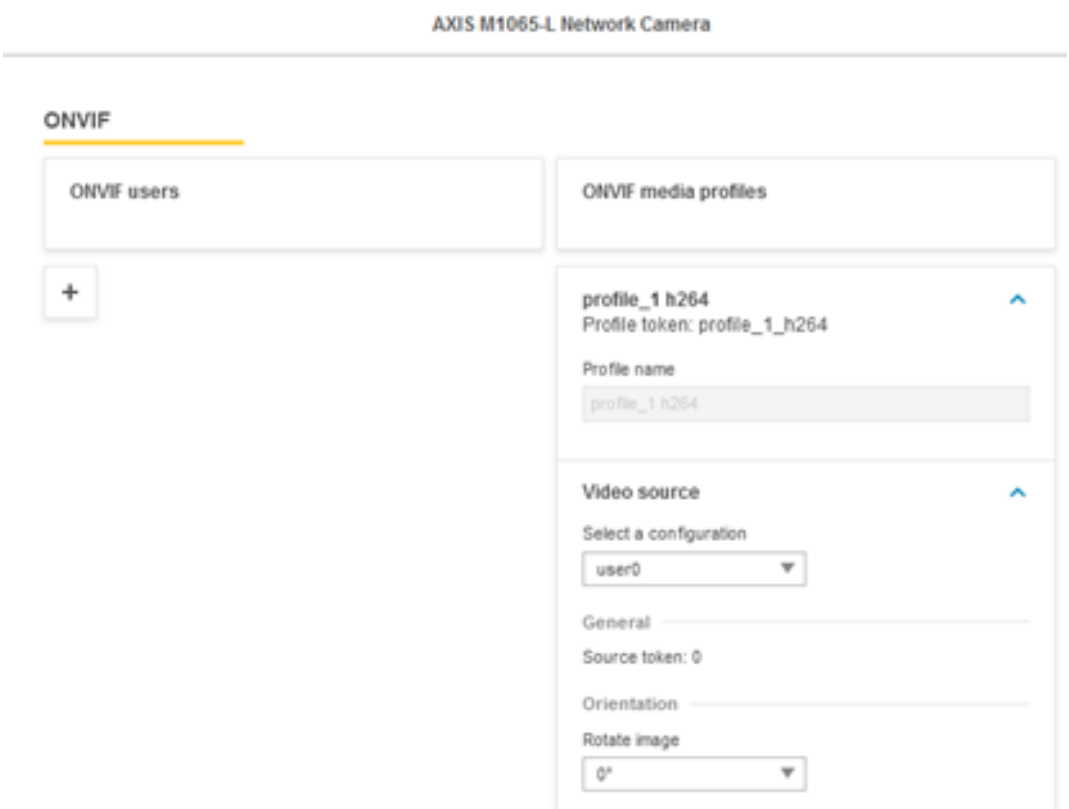 AXIS M1065-L Network Camera
ONVIF
ONVIF users
+
ONVIF media profiles
profile_1 h264
Profile token: profile_1_h264
Profile name
profile_1 h264
Video source
Select a configuration
user0
General
Source token: 0
Orientation
Rotate image
0°